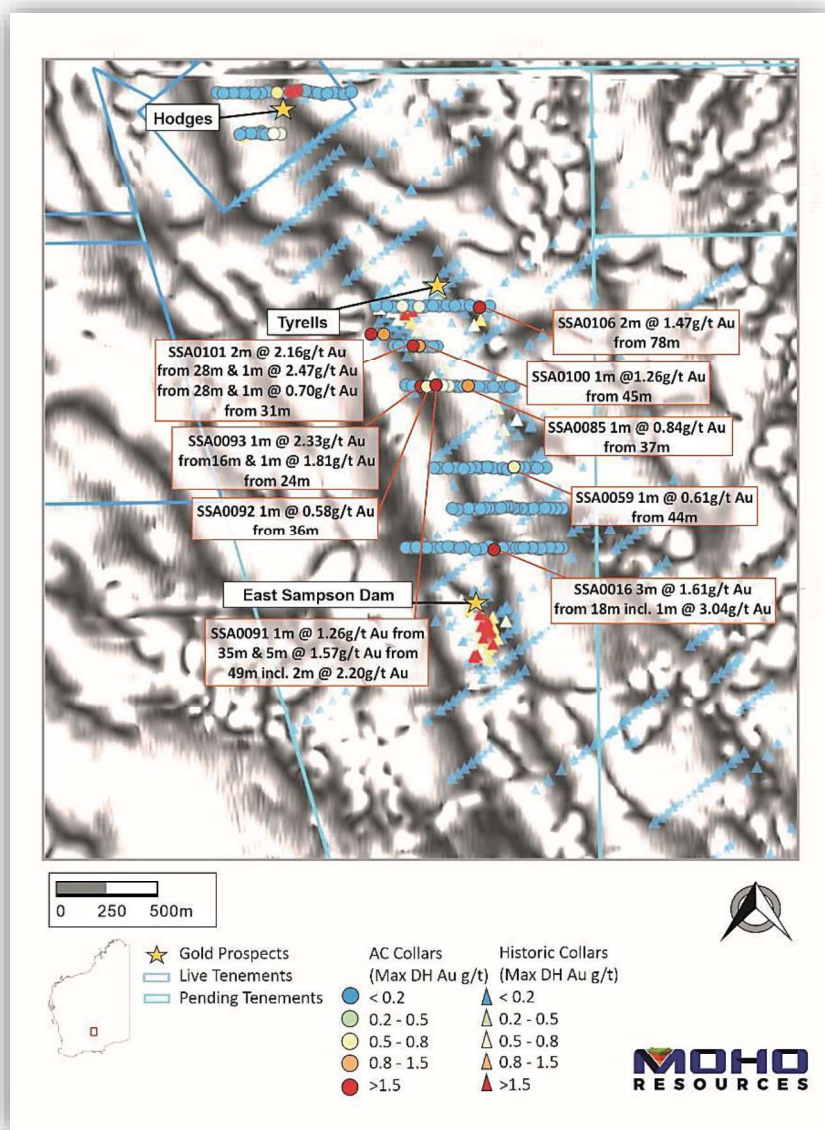 Hodges
Tyrells
SSA0106 2m @ 1.47g/t Au
from 78m
SSA0101 2m @ 2.16g/t Au
from 28m & 1m @ 2.47g/t Au
from 28m & 1m @ 0.70g/t Au
from 31m
SSA0100 1m @1.26g/t Au
from 45m
SSA0085 1m @ 0.84g/t Au
from 37m
SSA0093 1m @ 2.33g/t Au
from16m & 1m @ 1.81g/t Au
from 24m
SSA0092 1m @ 0.58g/t Au
from 36m
SSA0059 1m @ 0.61g/t Au
from 44m
East Sampson Dam
SSA0016 3m @ 1.61g/t Au
from 18m incl. 1m @ 3.04g/t Au
SSA0091 1m @ 1.26g/t Au from
35m & 5m @ 1.57g/t Au from
49m incl. 2m @ 2.20g/t Au
0 250 500m
Gold Prospects
Live Tenements
Pending Tenements
AC Collars
(Max DH Au g/t)
< 0.2
0.2 - 0.5
0.5 - 0.8
0.8 - 1.5
>1.5
Historic Collars
(Max DH Au g/t)
< 0.2
0.2 - 0.5
0.5 - 0.8
0.8 - 1.5
>1.5
MOHO
RESOURCES